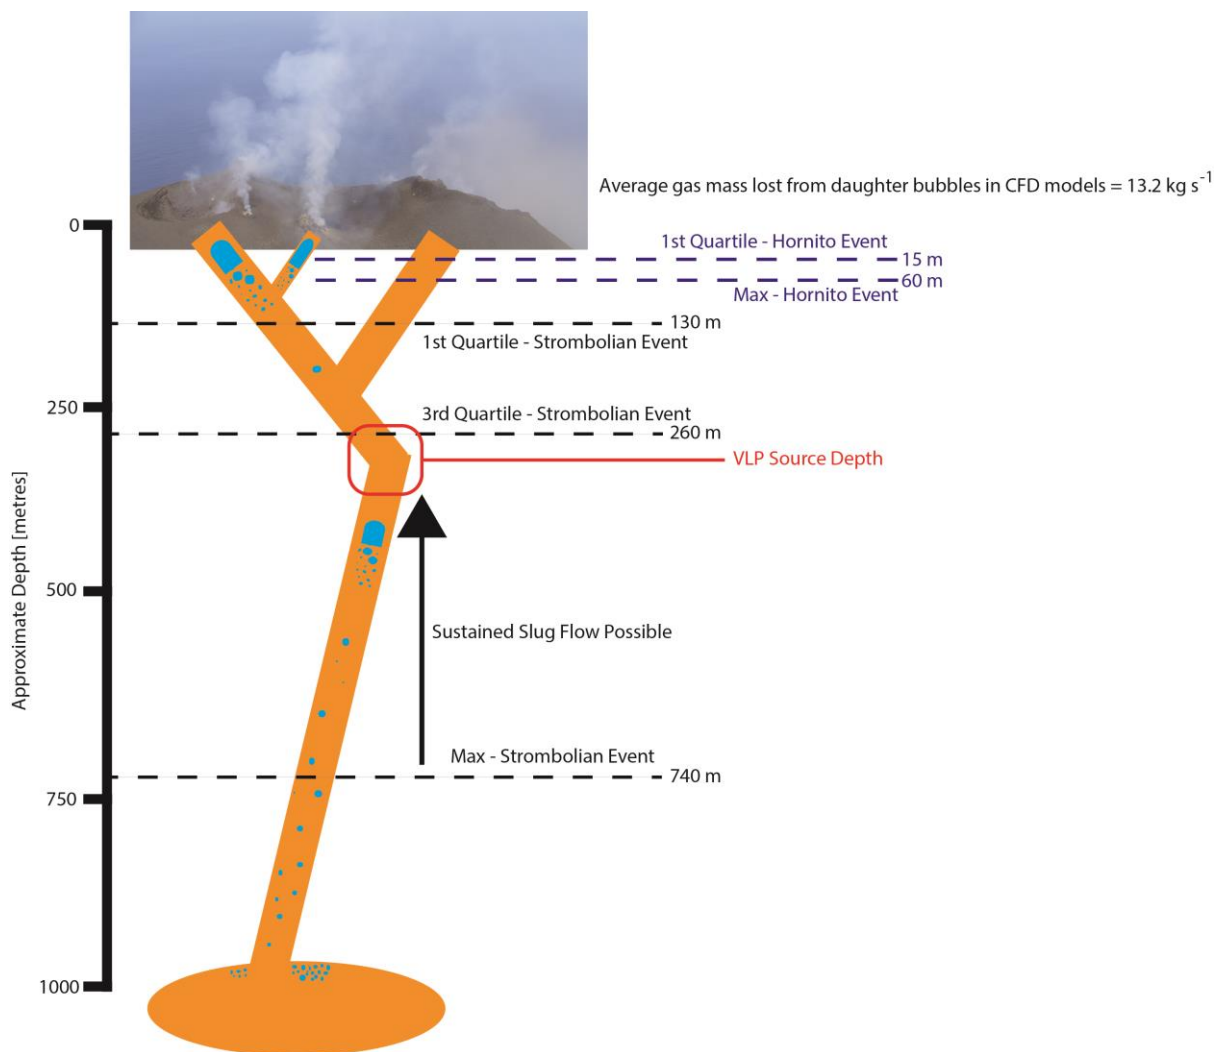 Average gas mass lost from daughter bubbles in CFD models = 13.2 kg s-1
0
1st Quartile - Hornito Event
15 m
60 m
Max - Hornito Event
130 m
1st Quartile - Strombolian Event
250
3rd Quartile - Strombolian Event
260 m
VLP Source Depth
Approximate Depth [metres]
500
Sustained Slug Flow Possible
Max - Strombolian Event
740 m
750
1000